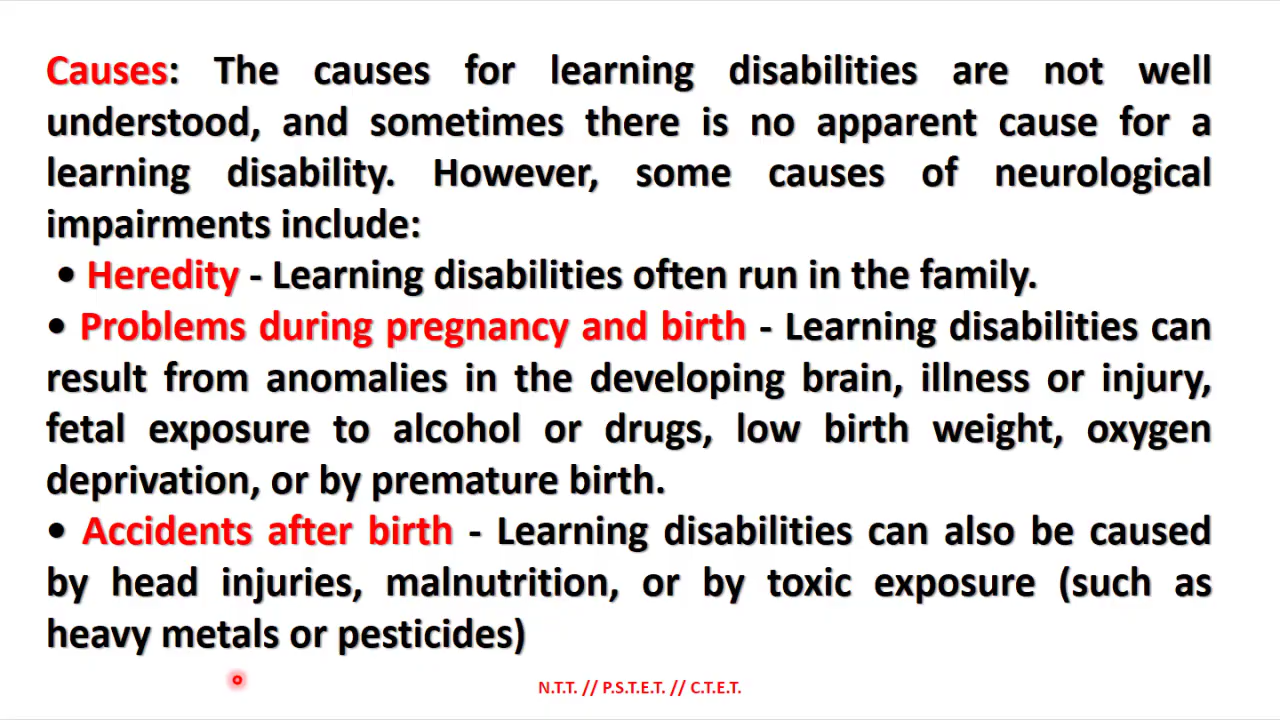 Causes: The causes for learning disabilities are not well
understood, and sometimes there is no apparent cause for a
learning disability. However, some causes of neurological
impairments include:
• Heredity - Learning disabilities often run in the family.
• Problems during pregnancy and birth - Learning disabilities can
result from anomalies in the developing brain, illness or injury,
fetal exposure to alcohol or drugs, low birth weight, oxygen
deprivation, or by premature birth.
• Accidents after birth - Learning disabilities can also be caused
by head injuries, malnutrition, or by toxic exposure (such as
heavy metals or pesticides)
N.T.T. // P.S.T.E.T. // C.T.E.T.